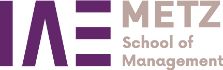 IAE METZ
School of
Management